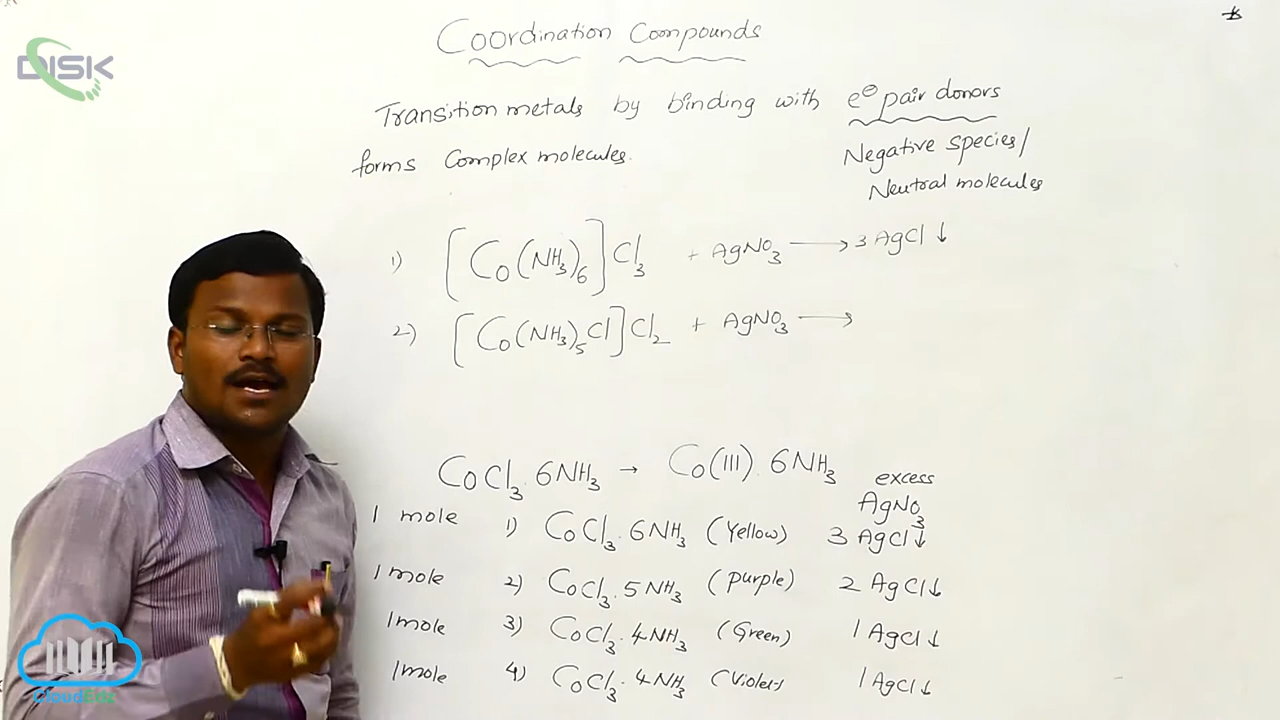 DISK
Coordination Compounds
Transition metals by binding with e⊖ pair donors
forms Complex molecules.
Negative species/
Neutral molecules
1) [Co(NH₃)₆]Cl₃ + AgNO₃ ⟶ 3 AgCl ↓
2) [Co(NH₃)₅Cl]Cl₂ + AgNO₃ ⟶
CoCl₃.6NH₃ → Co(III).6NH₃
excess
AgNO₃
1 mole 1) CoCl₃.6NH₃ (Yellow) 3 AgCl↓
1 mole 2) CoCl₃.5NH₃ (purple) 2 AgCl↓
1 mole 3) CoCl₃.4NH₃ (Green) 1 AgCl↓
1 mole 4) CoCl₃.4NH₃ (Violet) 1 AgCl↓